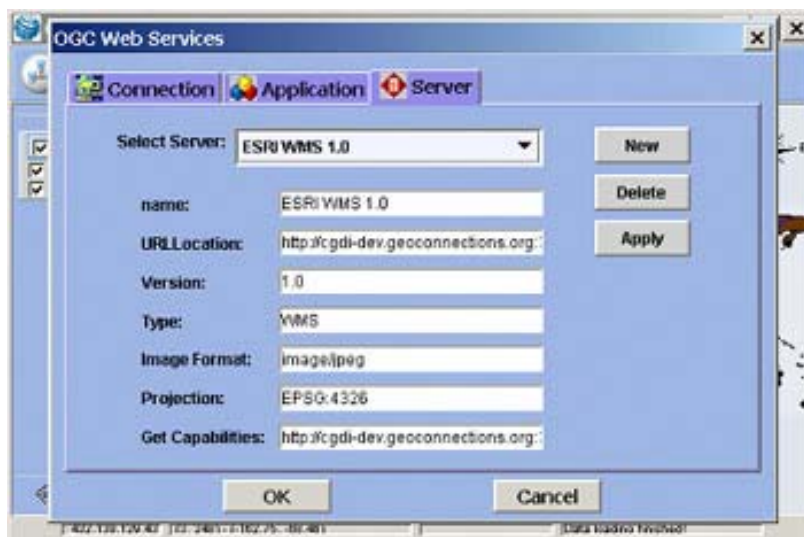 OGC Web Services
Connection Application Server
Select Server: ESRI WMS 1.0 New
Delete
name: ESRI WMS 1.0
URLLocation: http://cgdi-dev.geoconnections.org: Apply
Version: 1.0
Type: WMS
Image Format: image/jpeg
Projection: EPSG:4326
Get Capabilities: http://cgdi-dev.geoconnections.org:
OK Cancel
Data loading finished!